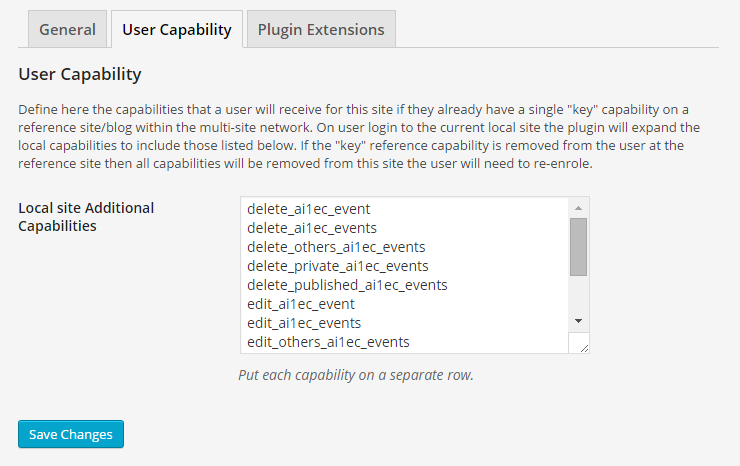 General
User Capability
Plugin Extensions
User Capability
Define here the capabilities that a user will receive for this site if they already have a single "key" capability on a
reference site/blog within the multi-site network. On user login to the current local site the plugin will expand the
local capabilities to include those listed below. If the "key" reference capability is removed from the user at the
reference site then all capabilities will be removed from this site the user will need to re-enrole.
Local site Additional
Capabilities
delete_ai1ec_event
delete_ai1ec_events
delete_others_ai1ec_events
delete_private_ai1ec_events
delete_published_ai1ec_events
edit_ai1ec_event
edit_ai1ec_events
edit_others_ai1ec_events
Put each capability on a separate row.
Save Changes